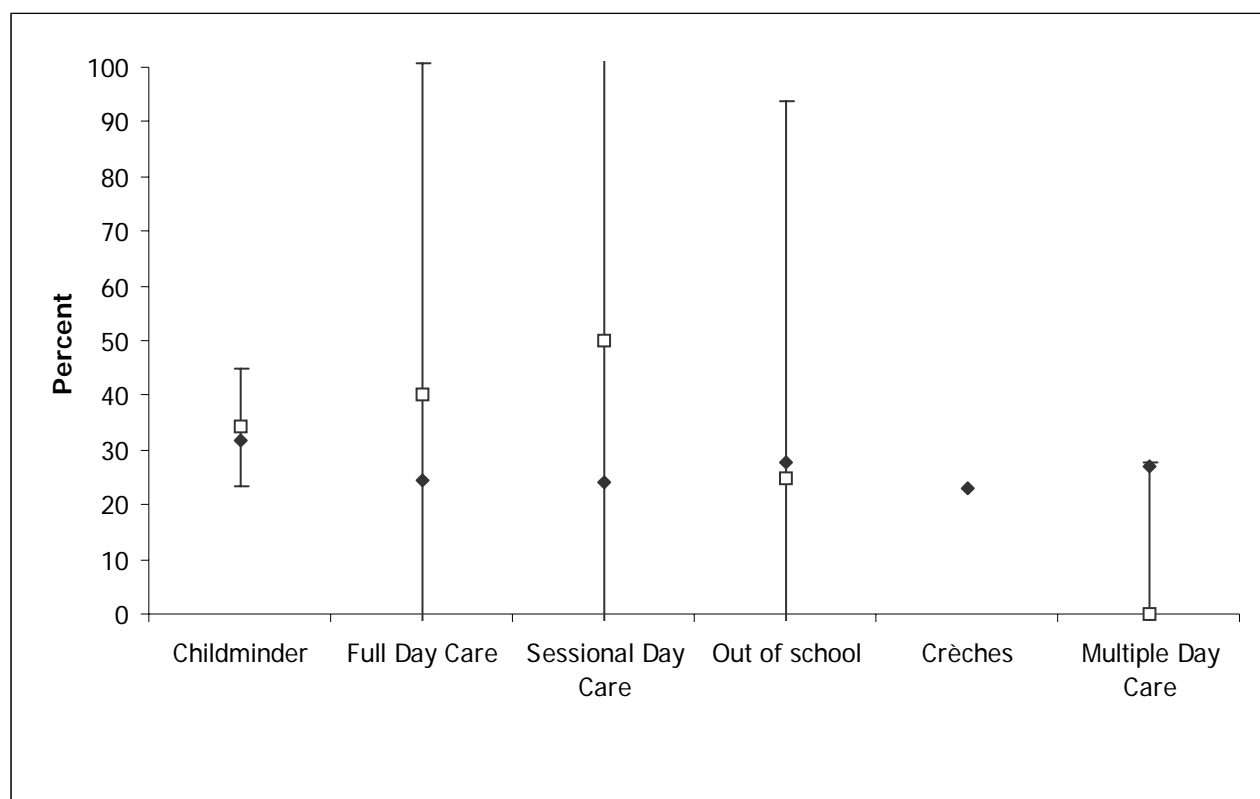 100
90
80
70
60
50
40
30
20
10
0
Percent
Childminder
Full Day Care
Sessional Day
Care
Out of school
Crèches
Multiple Day
Care